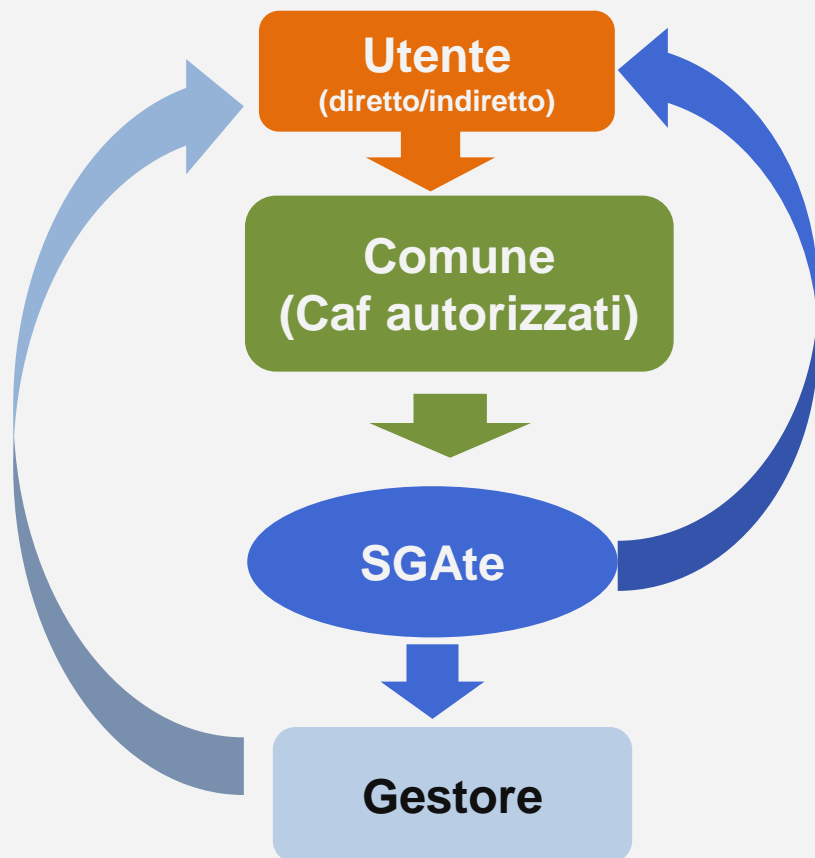 Utente
(diretto/indiretto)
Comune
(Caf autorizzati)
SGAte
Gestore